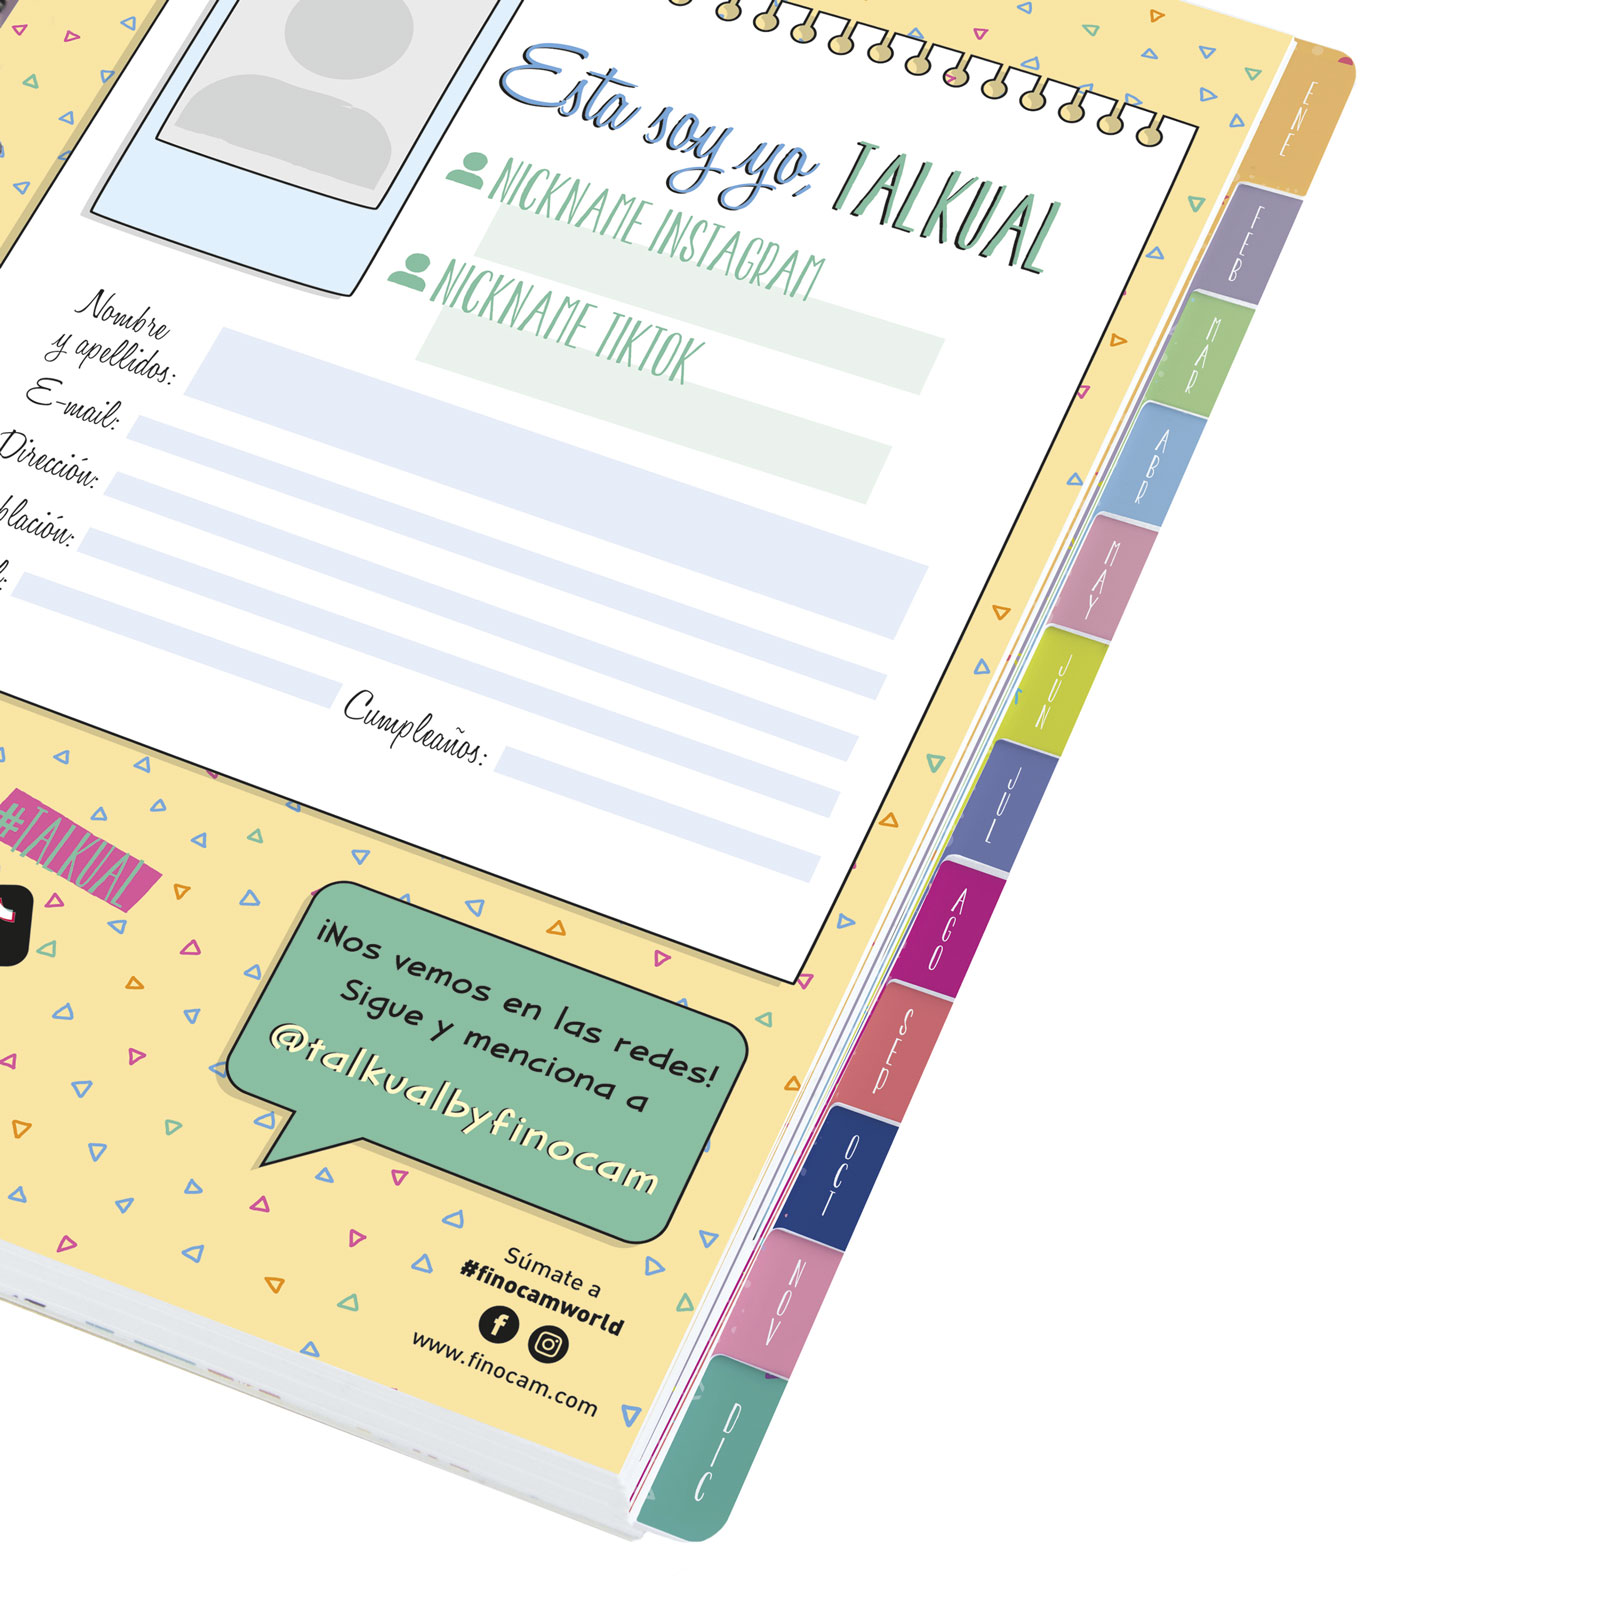 Esta soy yo, TALKUAL
NICKNAME INSTAGRAM
NICKNAME TIKTOK
Nombre
y apellidos:
E-mail:
Dirección:
Cumpleaños:
#TALKUAL
¡Nos vemos en las redes!
Sigue y menciona a
@talkualbyfinocam
Súmate a
#finocamworld
www.finocam.com
ENE
FEB
MAR
ABR
MAY
JUN
JUL
AGO
SEP
OCT
NOV
DIC